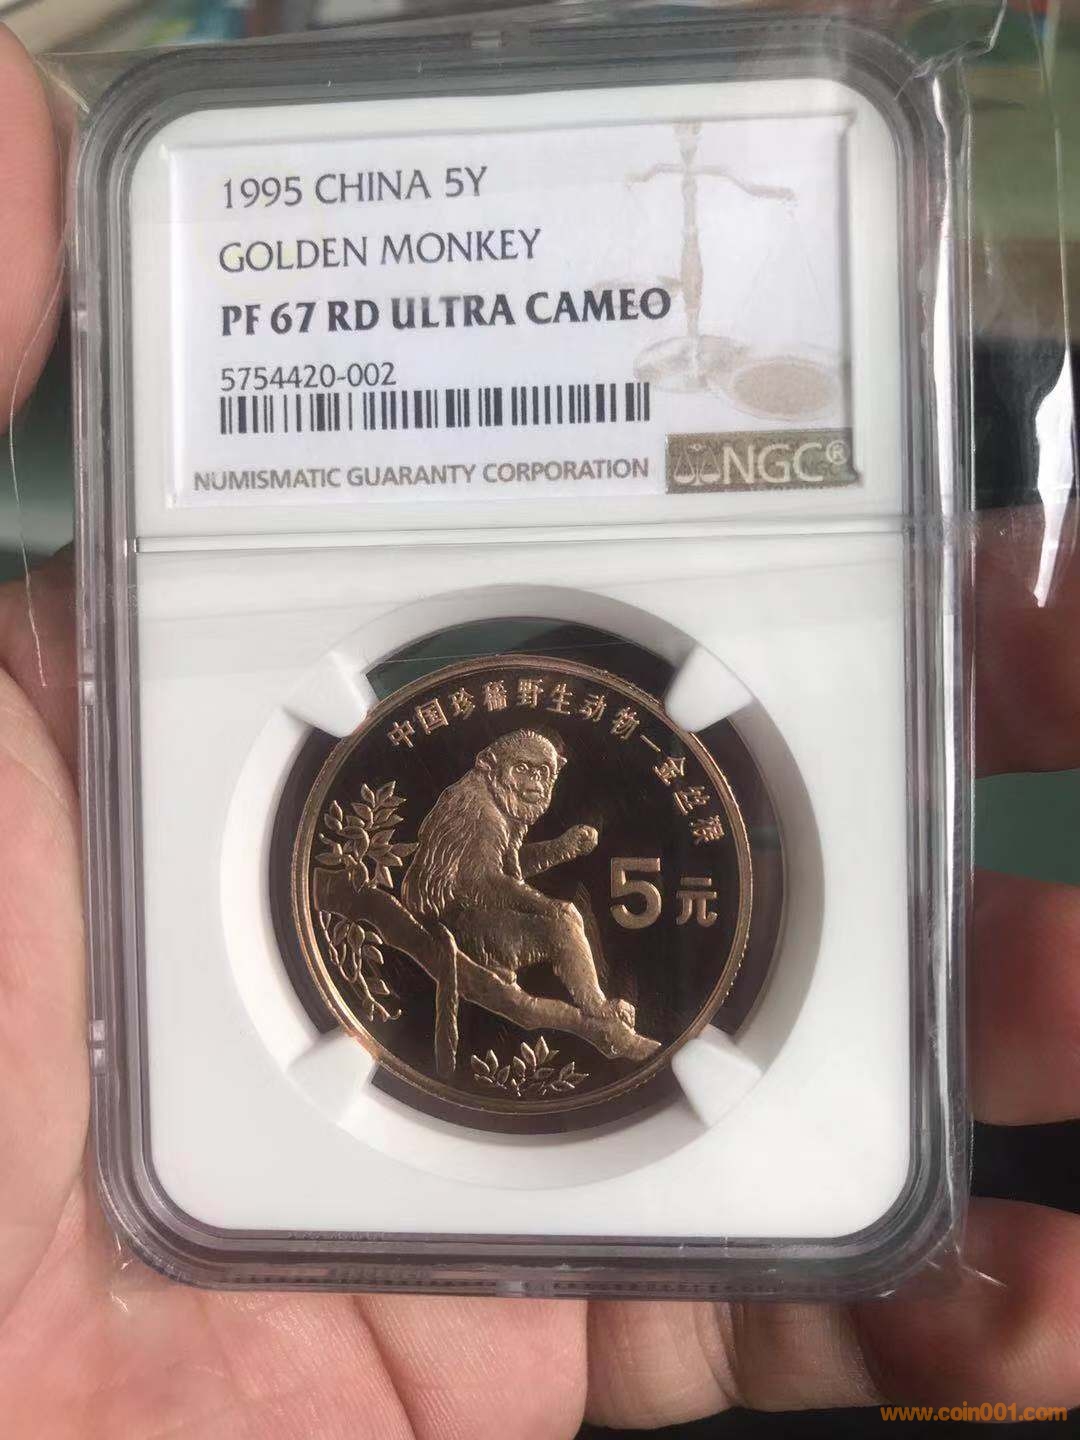 1995 CHINA 5Y
GOLDEN MONKEY
PF 67 RD ULTRA CAMEO
5754420-002
NUMISMATIC GUARANTY CORPORATION
NGC®
中国珍稀野生动物—金丝猴
5元
www.coin001.com